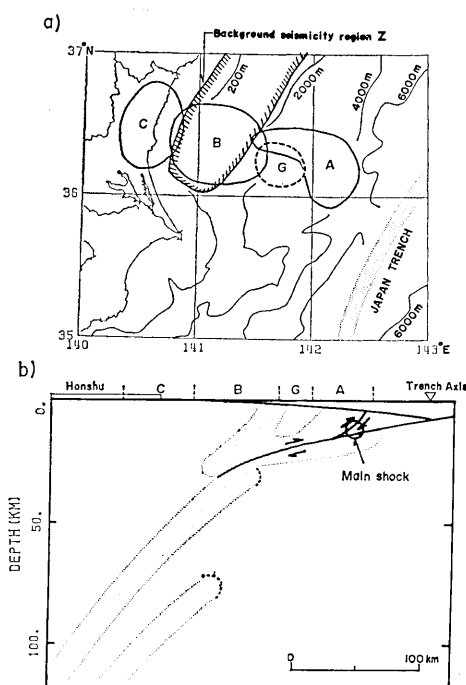 a)
Background seismicity region Z
37°N
200m
2000m
4000m
6000m
C
B
A
G
36
JAPAN TRENCH
6000m
35
140
141
142
143°E
b)
Honshu
C
B
G
A
Trench Axis
0.
Main shock
50.
DEPTH (KM)
100.
0
100 km